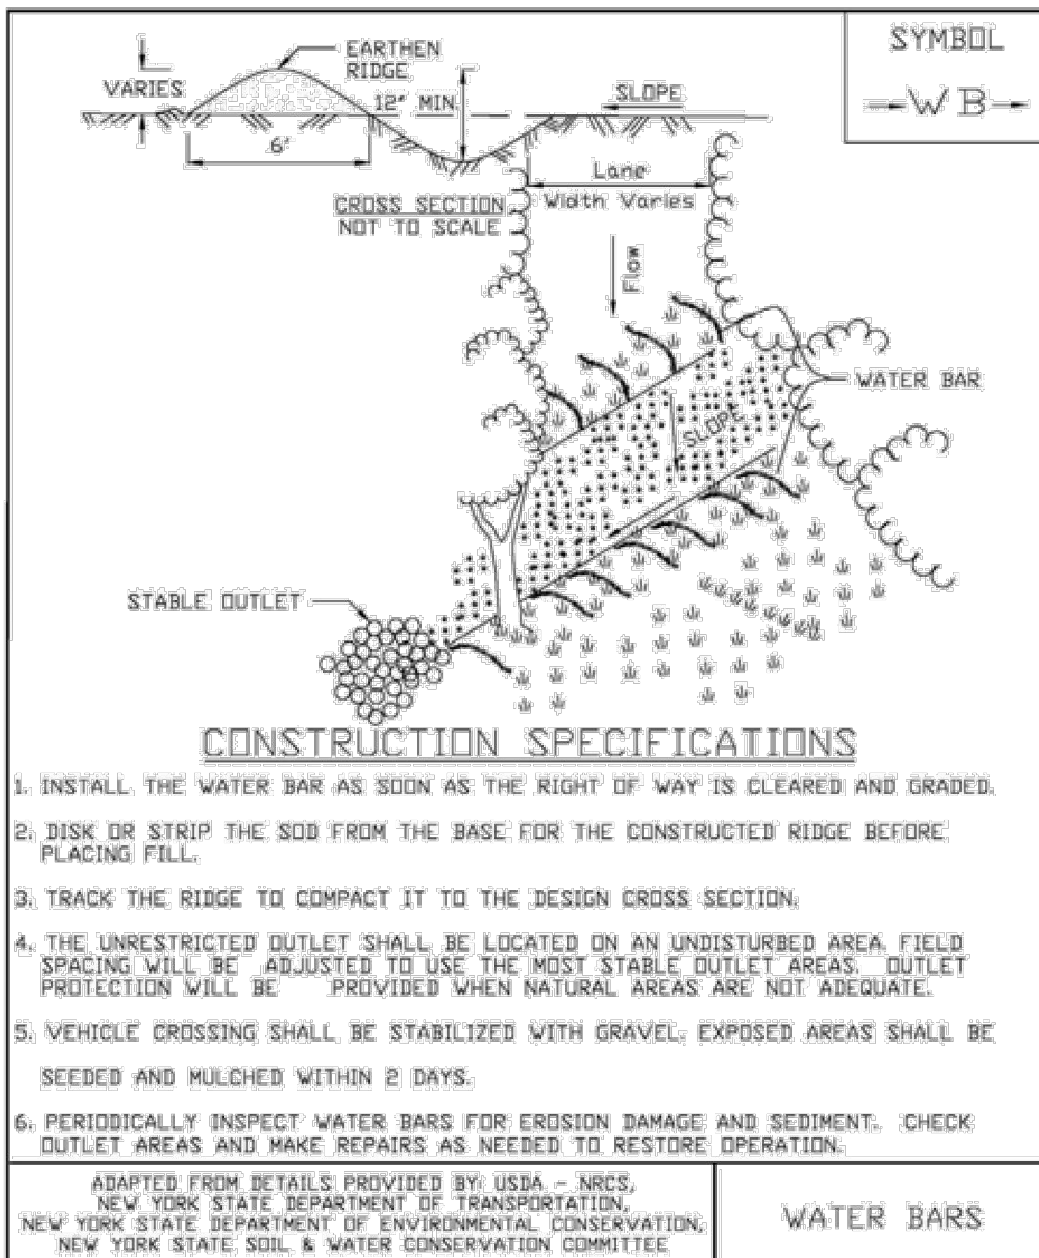 SYMBOL
W B
EARTHEN
RIDGE
VARIES
12" MIN.
SLOPE
6'
Lane
Width Varies
CROSS SECTION
NOT TO SCALE
Flow
WATER BAR
SLOPE
STABLE OUTLET
CONSTRUCTION SPECIFICATIONS
1. INSTALL THE WATER BAR AS SOON AS THE RIGHT OF WAY IS CLEARED AND GRADED.
2. DISK OR STRIP THE SOD FROM THE BASE FOR THE CONSTRUCTED RIDGE BEFORE
PLACING FILL.
3. TRACK THE RIDGE TO COMPACT IT TO THE DESIGN CROSS SECTION.
4. THE UNRESTRICTED OUTLET SHALL BE LOCATED ON AN UNDISTURBED AREA. FIELD
SPACING WILL BE ADJUSTED TO USE THE MOST STABLE OUTLET AREAS. OUTLET
PROTECTION WILL BE PROVIDED WHEN NATURAL AREAS ARE NOT ADEQUATE.
5. VEHICLE CROSSING SHALL BE STABILIZED WITH GRAVEL. EXPOSED AREAS SHALL BE
SEEDED AND MULCHED WITHIN 2 DAYS.
6. PERIODICALLY INSPECT WATER BARS FOR EROSION DAMAGE AND SEDIMENT. CHECK
OUTLET AREAS AND MAKE REPAIRS AS NEEDED TO RESTORE OPERATION.
ADAPTED FROM DETAILS PROVIDED BY: USDA - NRCS,
NEW YORK STATE DEPARTMENT OF TRANSPORTATION,
NEW YORK STATE DEPARTMENT OF ENVIRONMENTAL CONSERVATION,
NEW YORK STATE SOIL & WATER CONSERVATION COMMITTEE
WATER BARS